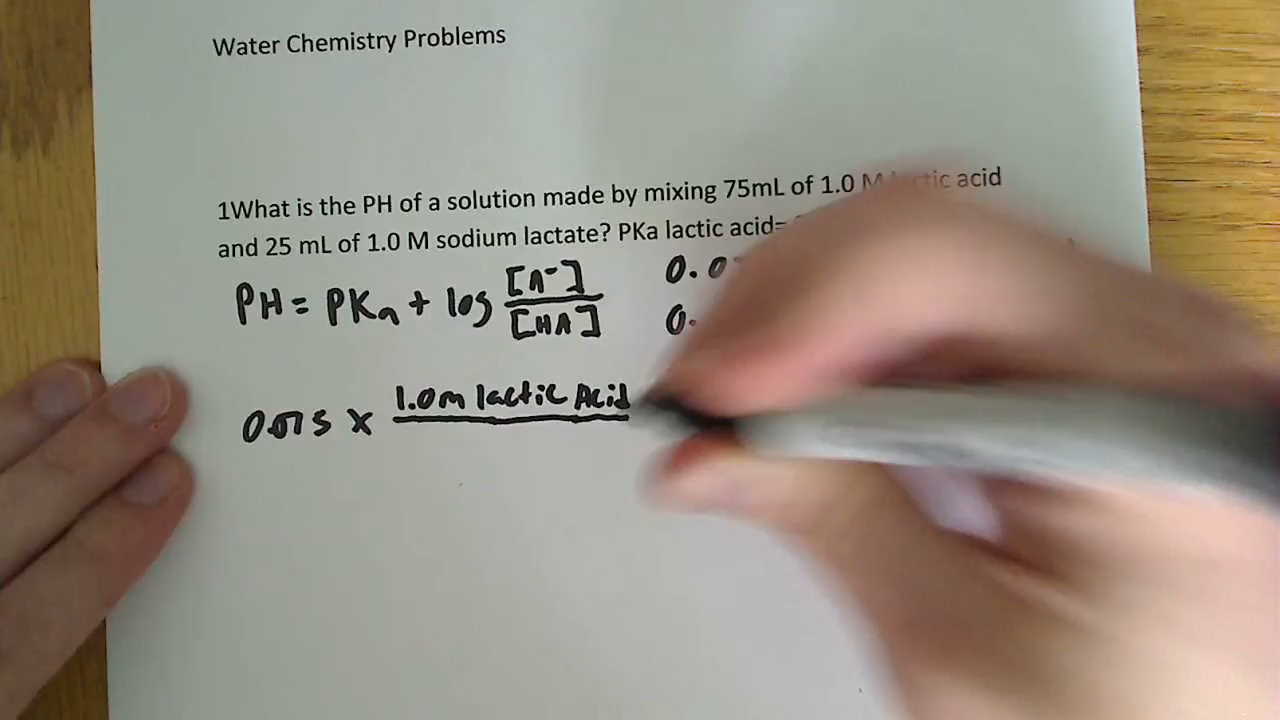 Water Chemistry Problems
1What is the PH of a solution made by mixing 75mL of 1.0 M lactic acid
and 25 mL of 1.0 M sodium lactate? PKa lactic acid=
PH = PKa + log [A-] / [HA] 0.0
0.
0.075 x 1.0m lactic Acid